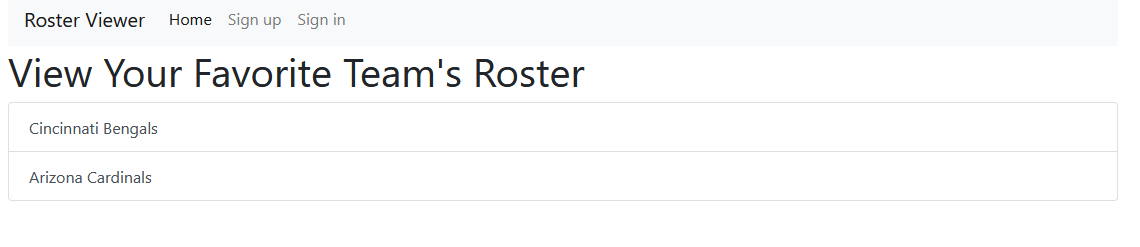 Roster Viewer Home Sign up Sign in
View Your Favorite Team's Roster
Cincinnati Bengals
Arizona Cardinals